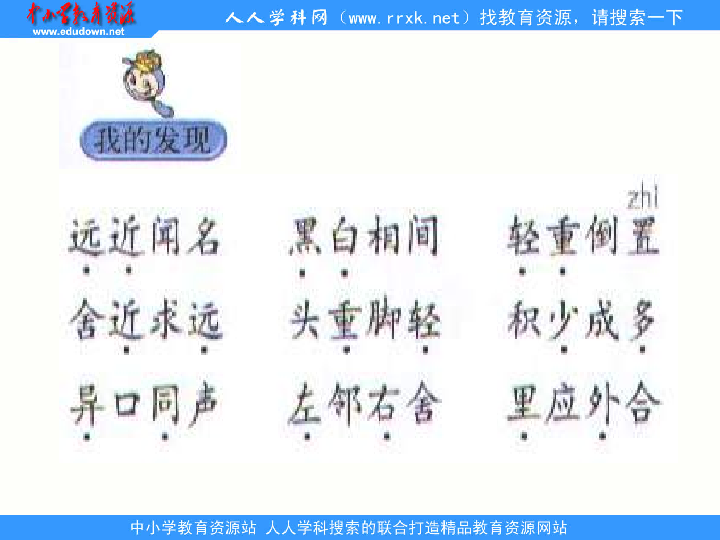 中小学教育资源
www.edudown.net
人人学科网（www.rrxk.net）找教育资源，请搜索一下
我的发现
zhì
远近闻名 黑白相间 轻重倒置
舍近求远 头重脚轻 积少成多
异口同声 左邻右舍 里应外合
中小学教育资源站 人人学科搜索的联合打造精品教育资源网站